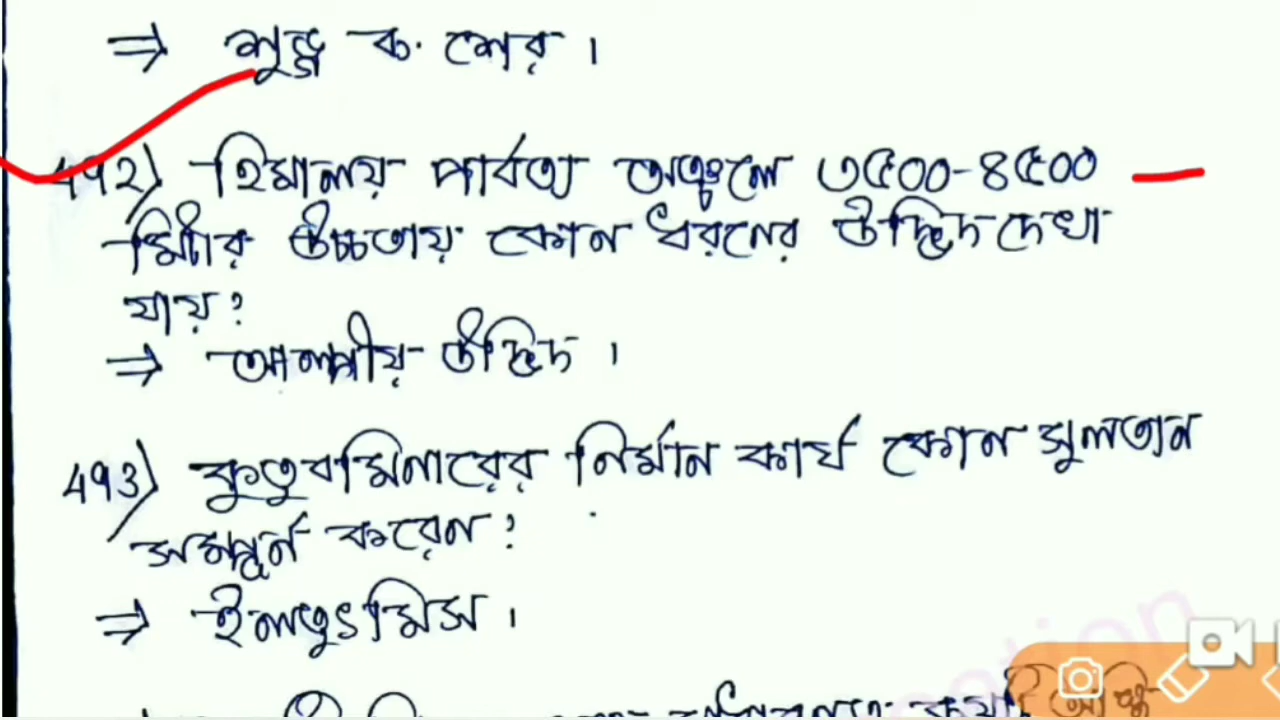 ⇒ শুঙ্গ ব. শের ।
492) হিমালয় পার্বত্য অঞ্চলে ৩৫০০-৪৫০০
মিটার উচ্চতায় কোন ধরণের উদ্ভিদ দেখা
যায়?
⇒ আলপীয় উদ্ভিদ ।
493) কুতুবমিনারের নির্মান কার্য কোন সুলতান
সম্পূর্ন করেন?
⇒ ইলতুৎমিস ।